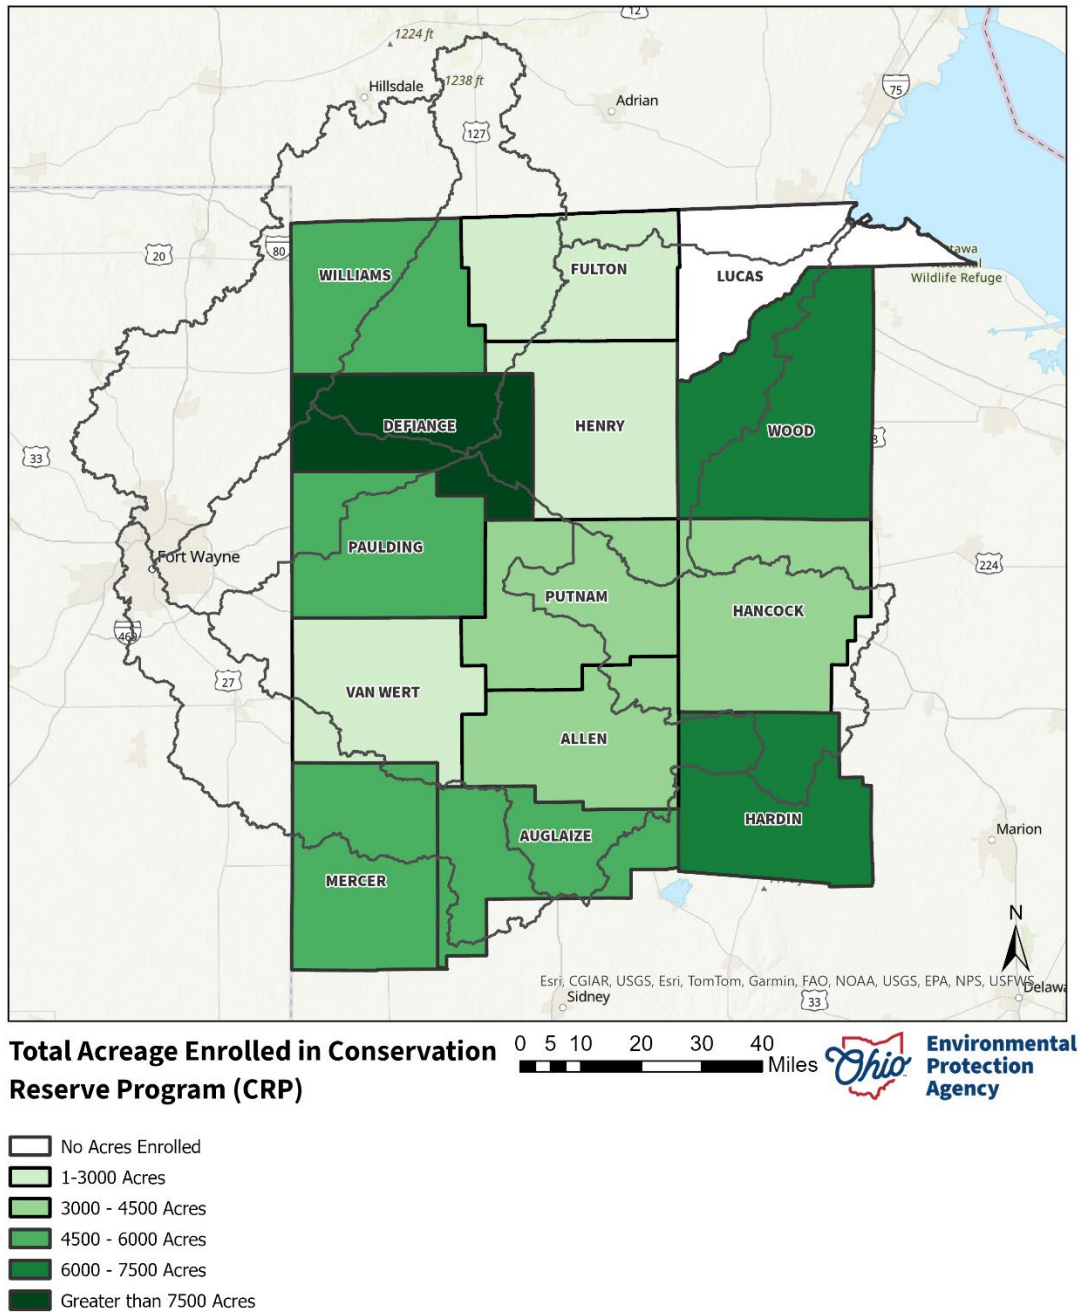 12
1224 ft
1238 ft
Hillsdale
75
Adrian
127
20
80
WILLIAMS
FULTON
LUCAS
Wildlife Refuge
DEFIANCE
HENRY
WOOD
33
PAULDING
Fort Wayne
224
PUTNAM
HANCOCK
469
27
VAN WERT
ALLEN
HARDIN
Marion
AUGLAIZE
MERCER
N
Esri, CGIAR, USGS, Esri, TomTom, Garmin, FAO, NOAA, USGS, EPA, NPS, USFWS
Sidney
33
Total Acreage Enrolled in Conservation
Reserve Program (CRP)
0 5 10 20 30 40
Miles
Ohio
Environmental
Protection
Agency
No Acres Enrolled
1-3000 Acres
3000 - 4500 Acres
4500 - 6000 Acres
6000 - 7500 Acres
Greater than 7500 Acres